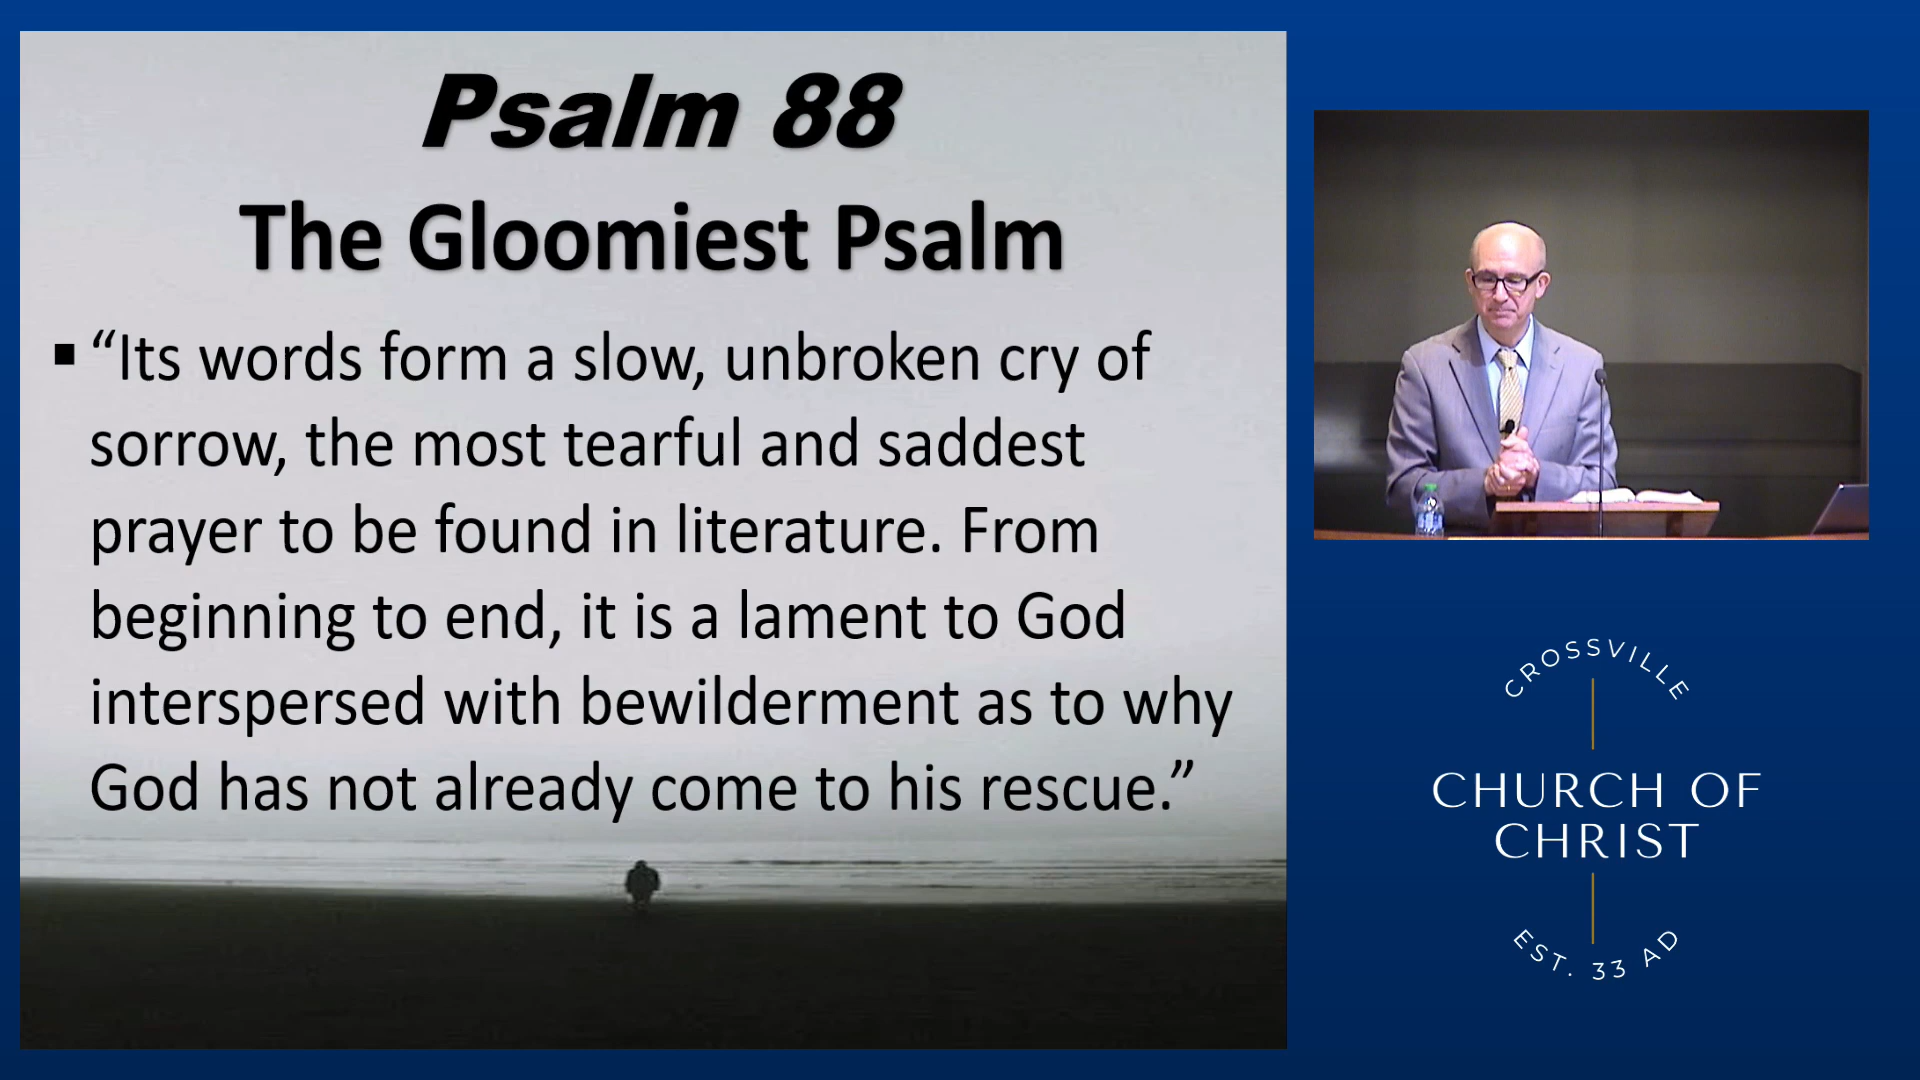 Psalm 88
The Gloomiest Psalm
▪ “Its words form a slow, unbroken cry of
sorrow, the most tearful and saddest
prayer to be found in literature. From
beginning to end, it is a lament to God
interspersed with bewilderment as to why
God has not already come to his rescue.”
CROSSVILLE
CHURCH OF
CHRIST
EST. 33 AD